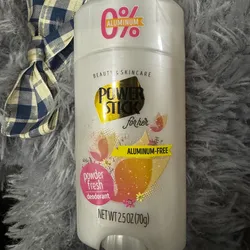 0%
ALUMINUM
BEAUTY & SKINCARE
POWER
STICK
for her
ALUMINUM-FREE
powder
fresh
deodorant
NET WT 2.5 OZ (70g)